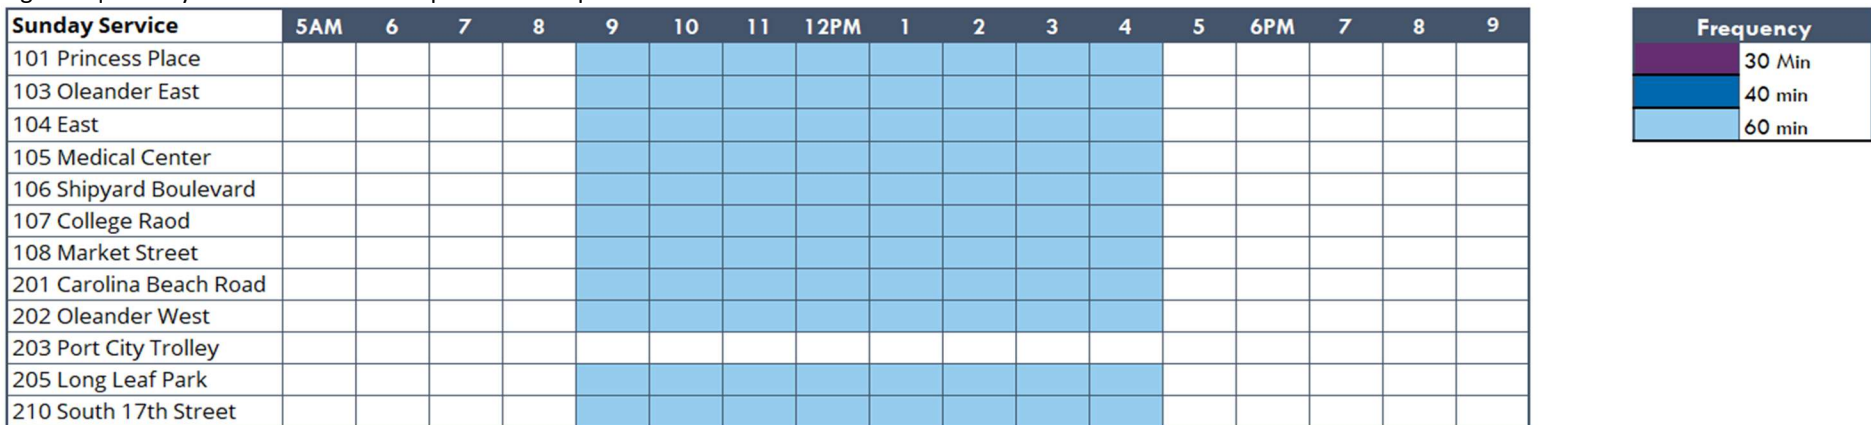 Sunday Service 5AM 6 7 8 9 10 11 12PM 1 2 3 4 5 6PM 7 8 9
101 Princess Place
103 Oleander East
104 East
105 Medical Center
106 Shipyard Boulevard
107 College Raod
108 Market Street
201 Carolina Beach Road
202 Oleander West
203 Port City Trolley
205 Long Leaf Park
210 South 17th Street
Frequency
30 Min
40 min
60 min